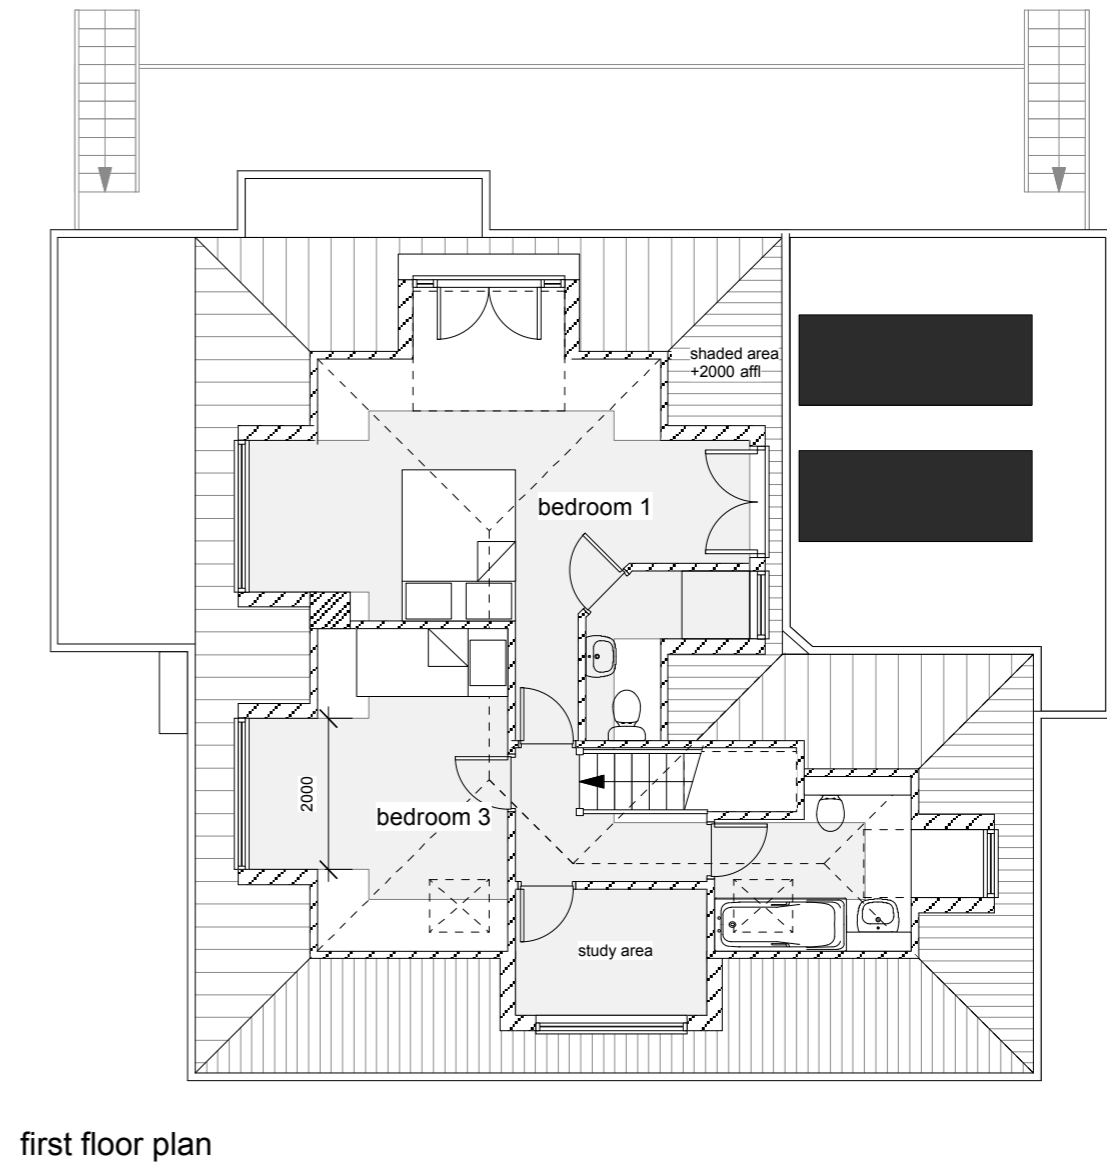 shaded area
+2000 affl
bedroom 1
2000
bedroom 3
study area
first floor plan